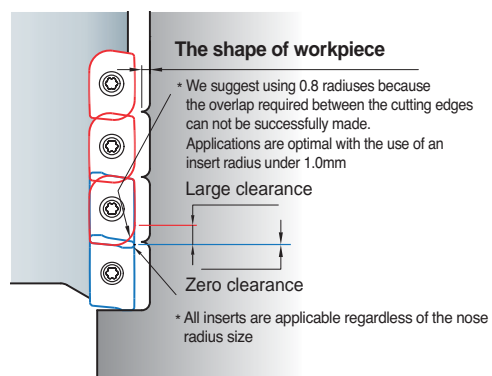 The shape of workpiece
* We suggest using 0.8 radiuses because
the overlap required between the cutting edges
can not be successfully made.
Applications are optimal with the use of an
insert radius under 1.0mm
Large clearance
Zero clearance
* All inserts are applicable regardless of the nose
radius size